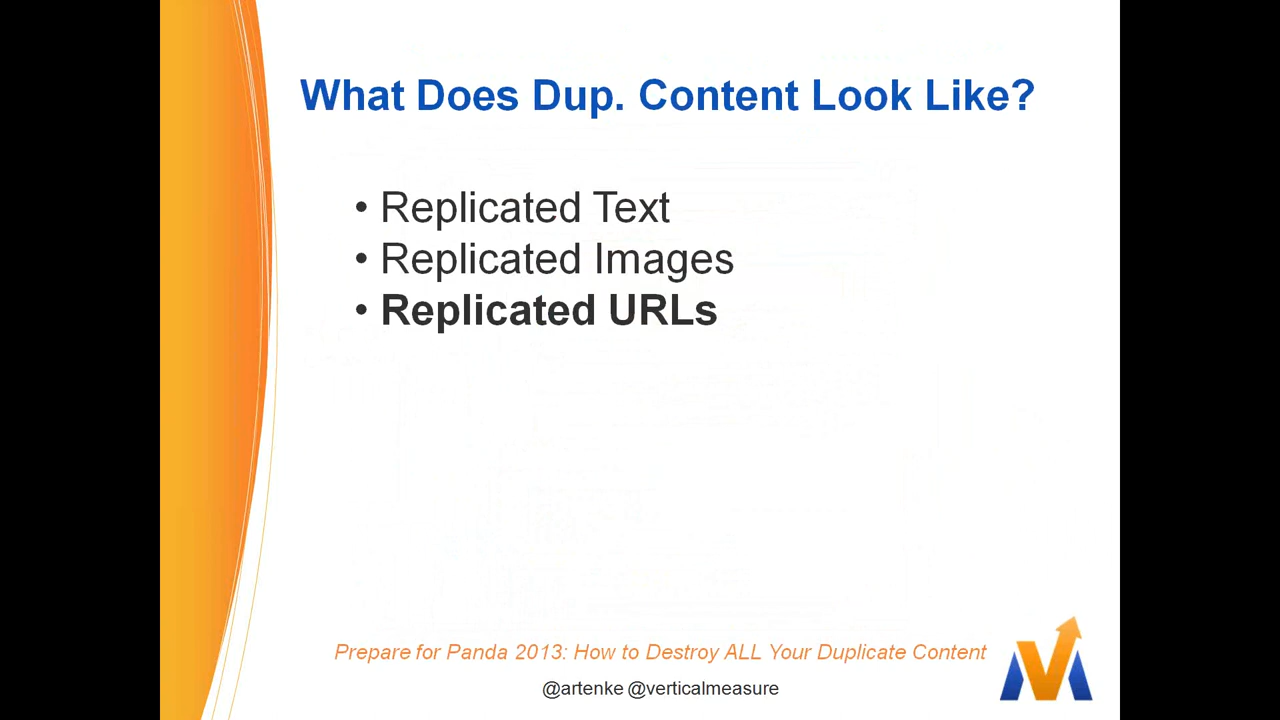 What Does Dup. Content Look Like?
• Replicated Text
• Replicated Images
• Replicated URLs
Prepare for Panda 2013: How to Destroy ALL Your Duplicate Content
@artenke @verticalmeasure